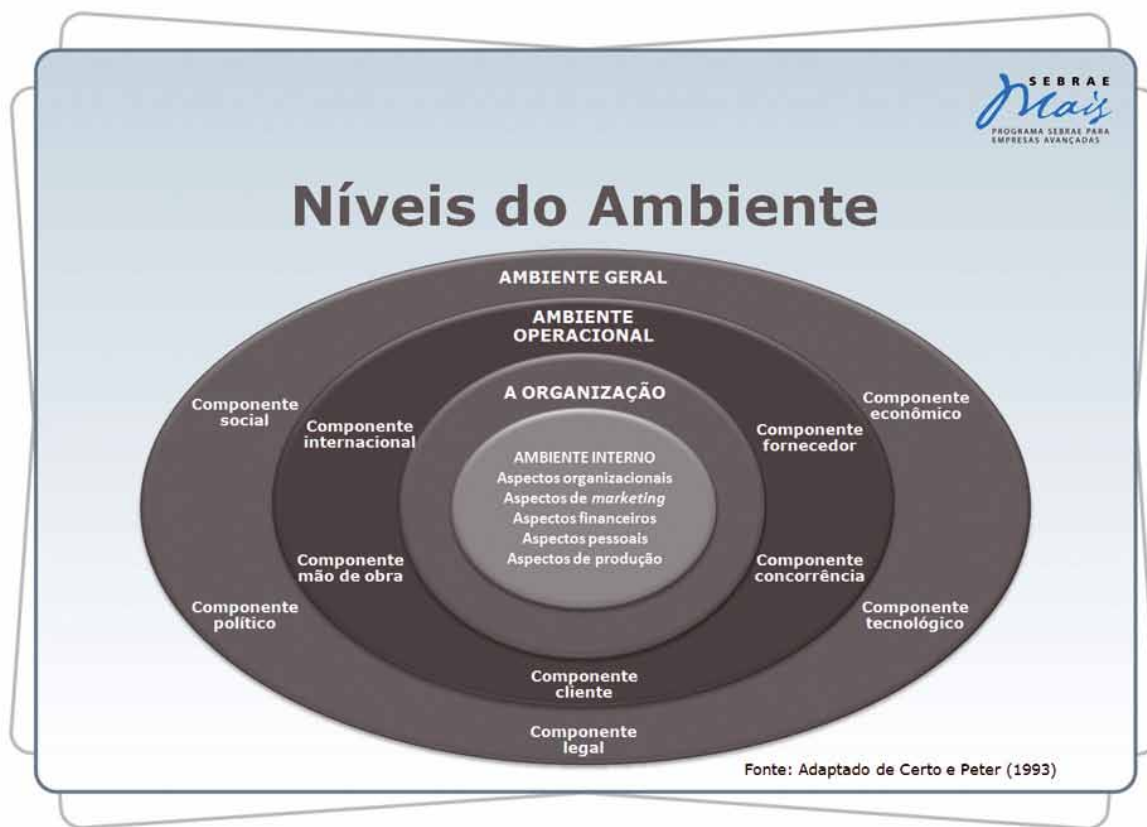 SEBRAE
Mais
PROGRAMA SEBRAE PARA
EMPRESAS AVANÇADAS
Níveis do Ambiente
AMBIENTE GERAL
AMBIENTE
OPERACIONAL
A ORGANIZAÇÃO
Componente
social
Componente
internacional
Componente
fornecedor
Componente
econômico
AMBIENTE INTERNO
Aspectos organizacionais
Aspectos de marketing
Aspectos financeiros
Aspectos pessoais
Aspectos de produção
Componente
mão de obra
Componente
concorrência
Componente
político
Componente
tecnológico
Componente
cliente
Componente
legal
Fonte: Adaptado de Certo e Peter (1993)